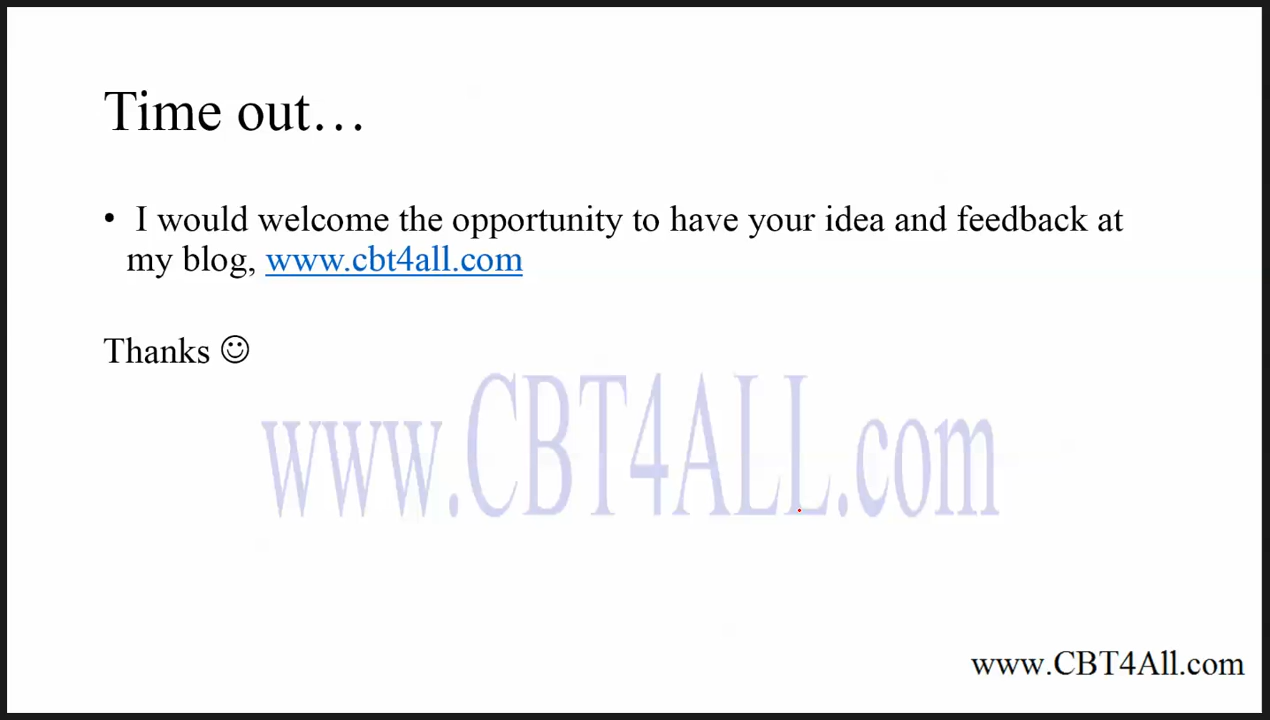 Time out…
• I would welcome the opportunity to have your idea and feedback at
my blog, www.cbt4all.com
Thanks ☺
www.CBT4ALL.com
www.CBT4All.com